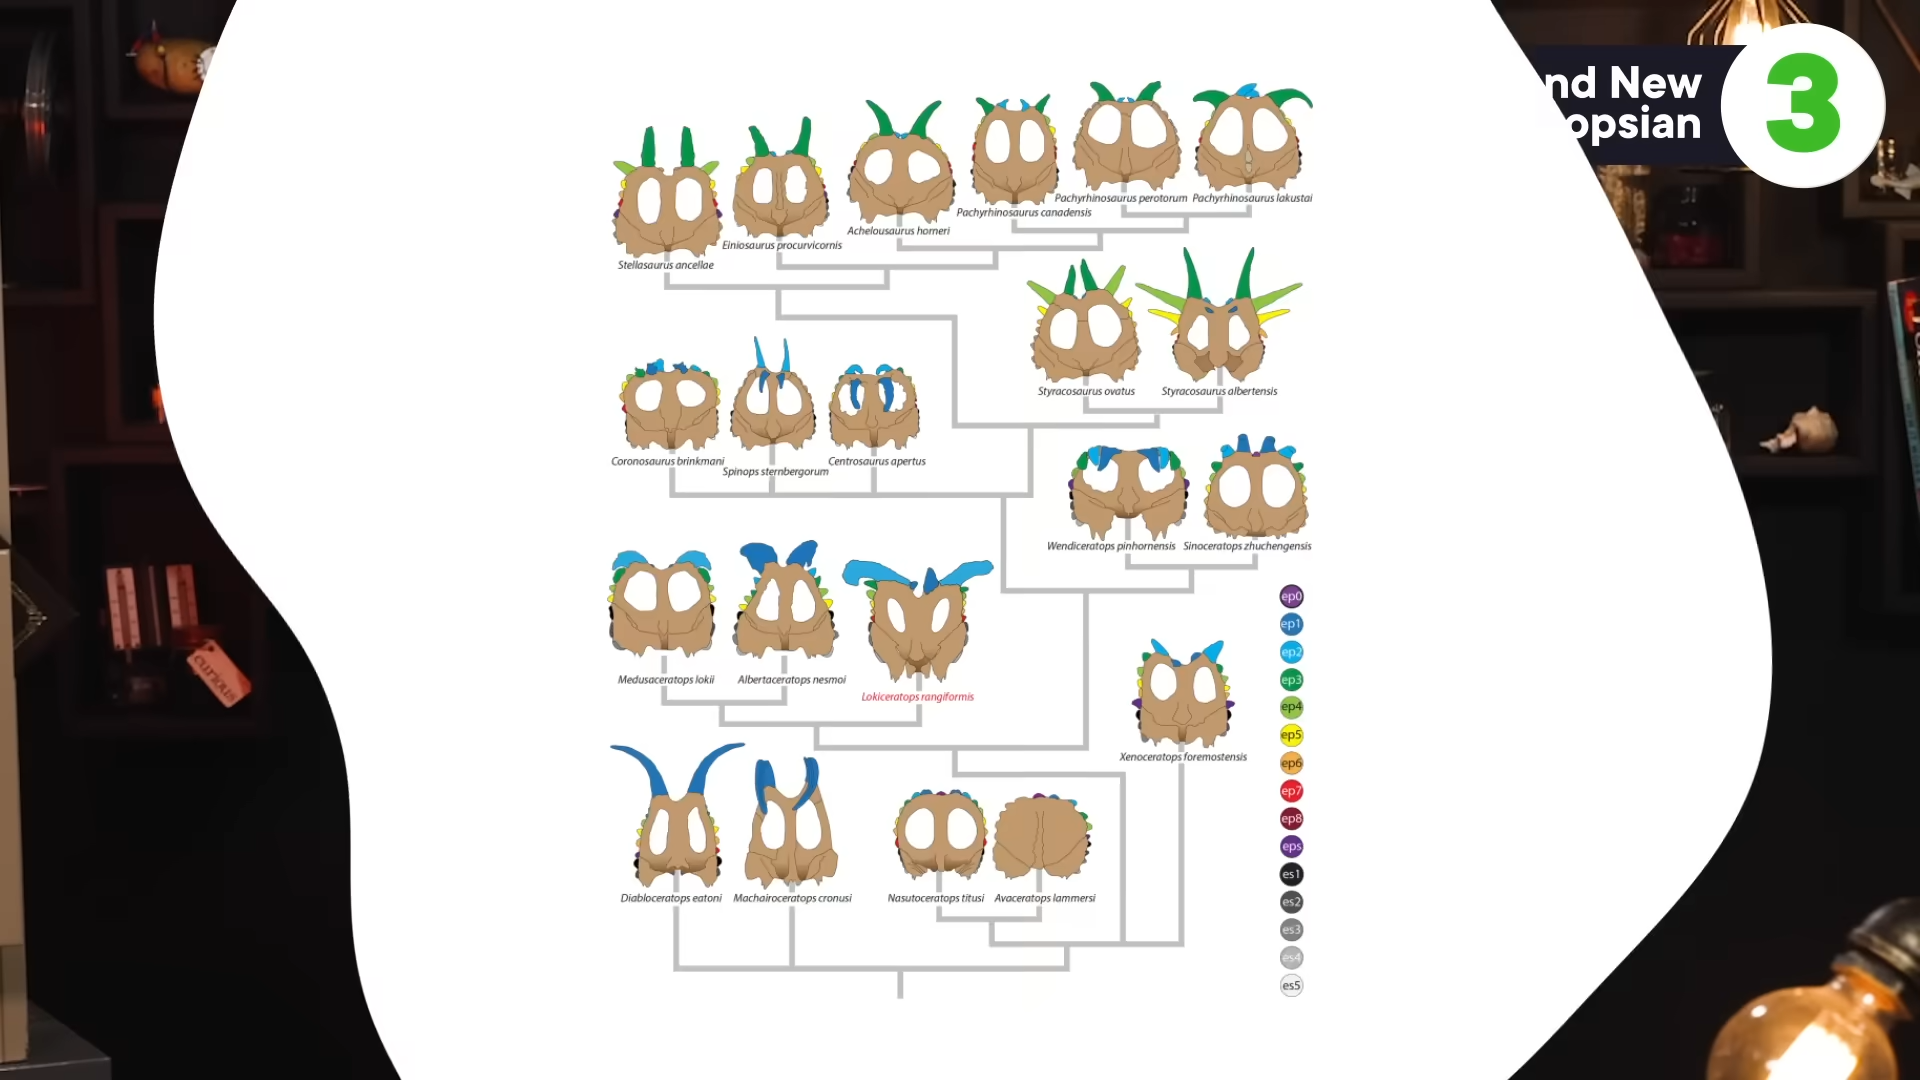 nd New
opsian
3
Pachyrhinosaurus perotorum
Pachyrhinosaurus lakustai
Pachyrhinosaurus canadensis
Achelousaurus horneri
Einiosaurus procurvicornis
Stellasaurus ancellae
Styracosaurus ovatus
Styracosaurus albertensis
Coronosaurus brinkmani
Spinops sternbergorum
Centrosaurus apertus
Wendiceratops pinhornensis
Sinoceratops zhuchengensis
Medusaceratops lokii
Albertaceratops nesmoi
Lokiceratops rangiformis
Xenoceratops foremostensis
Diabloceratops eatoni
Machairoceratops cronusi
Nasutoceratops titusi
Avaceratops lammersi
ep0
ep1
ep2
ep3
ep4
ep5
ep6
ep7
ep8
eps
es1
es2
es3
es4
es5
curious